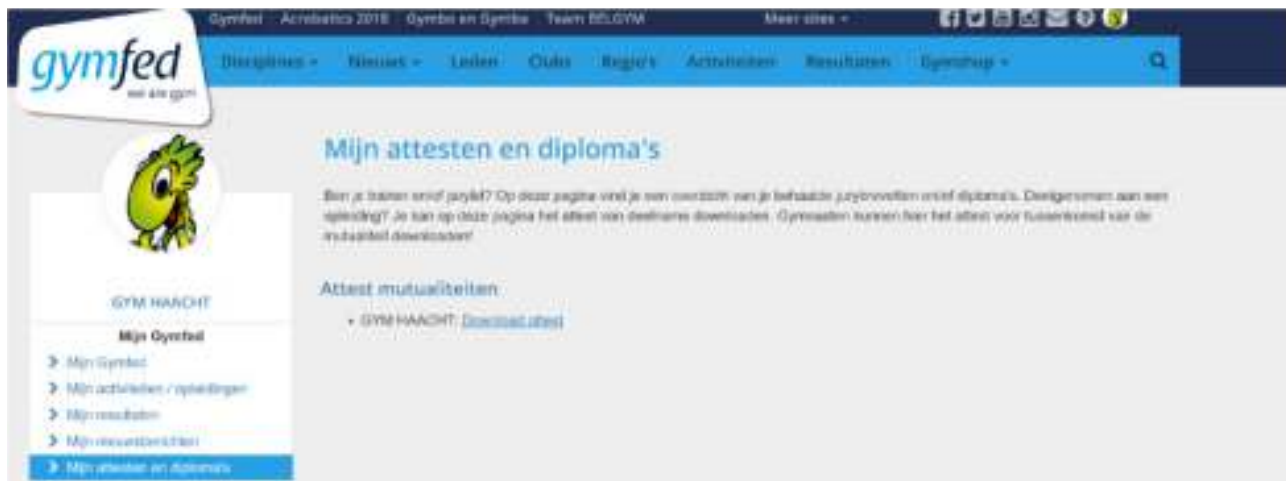 Gymfed Acrobatics 2018 Gymbo en Gymba Team BELGYM Meer sites
gymfed
we are gym
Disciplines Nieuws Leden Clubs Regio's Activiteiten Resultaten Gymshop
Mijn attesten en diploma's
Ben je trainer en/of jurylid? Op deze pagina vind je een overzicht van je behaalde jurybrevetten en/of diploma's. Deelgenomen aan een
opleiding? Je kan op deze pagina het attest van deelname downloaden. Gymnasten kunnen hier het attest voor tussenkomst van de
mutualiteit downloaden!
Attest mutualiteiten
GYM HAACHT: Download attest
GYM HAACHT
Mijn Gymfed
Mijn Gymfed
Mijn activiteiten / opleidingen
Mijn resultaten
Mijn nieuwsberichten
Mijn attesten en diploma's